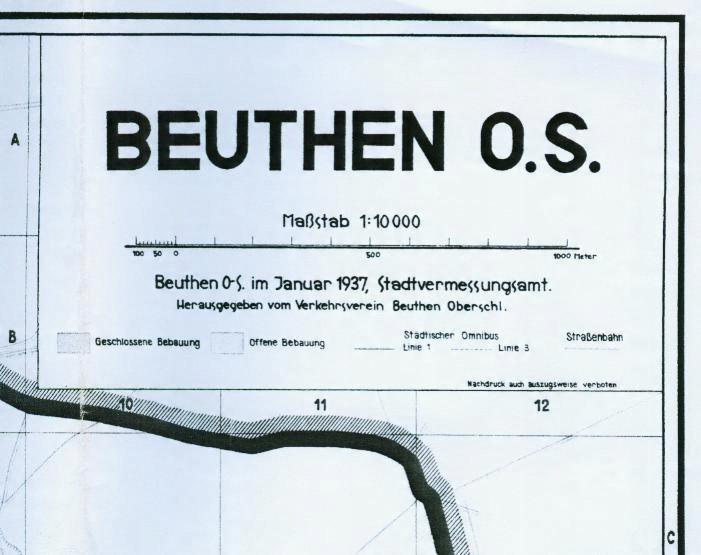 BEUTHEN O.S.
Maßstab 1:10000
100 50 0 500 1000 Meter
Beuthen O-S. im Januar 1937, Stadtvermessungsamt.
Herausgegeben vom Verkehrsverein Beuthen Oberschl.
Geschlossene Bebauung
Offene Bebauung
Städtischer Omnibus
Linie 1
Linie 3
Straßenbahn
Nachdruck auch auszugsweise verboten
A
B
10
11
12
C